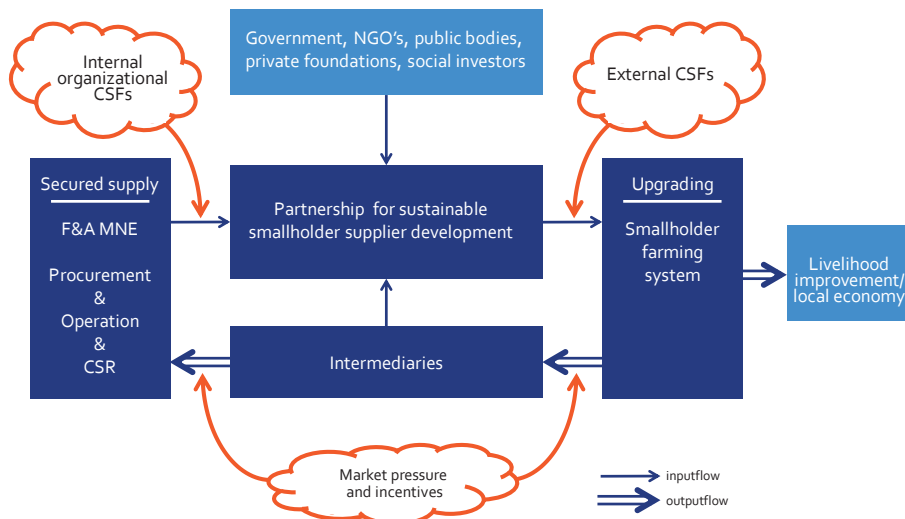 Government, NGO's, public bodies,
private foundations, social investors
Internal
organizational
CSFs
External CSFs
Secured supply
F&A MNE
Procurement
&
Operation
&
CSR
Partnership for sustainable
smallholder supplier development
Upgrading
Smallholder
farming
system
Livelihood
improvement/
local economy
Intermediaries
Market pressure
and incentives
inputflow
outputflow